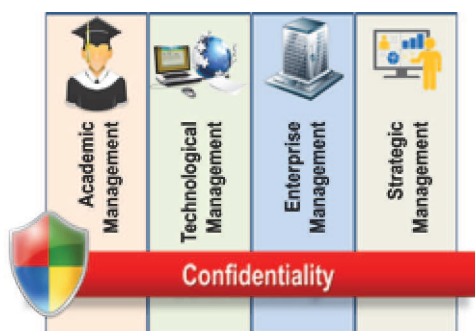 Academic
Management
Technological
Management
Enterprise
Management
Strategic
Management
Confidentiality